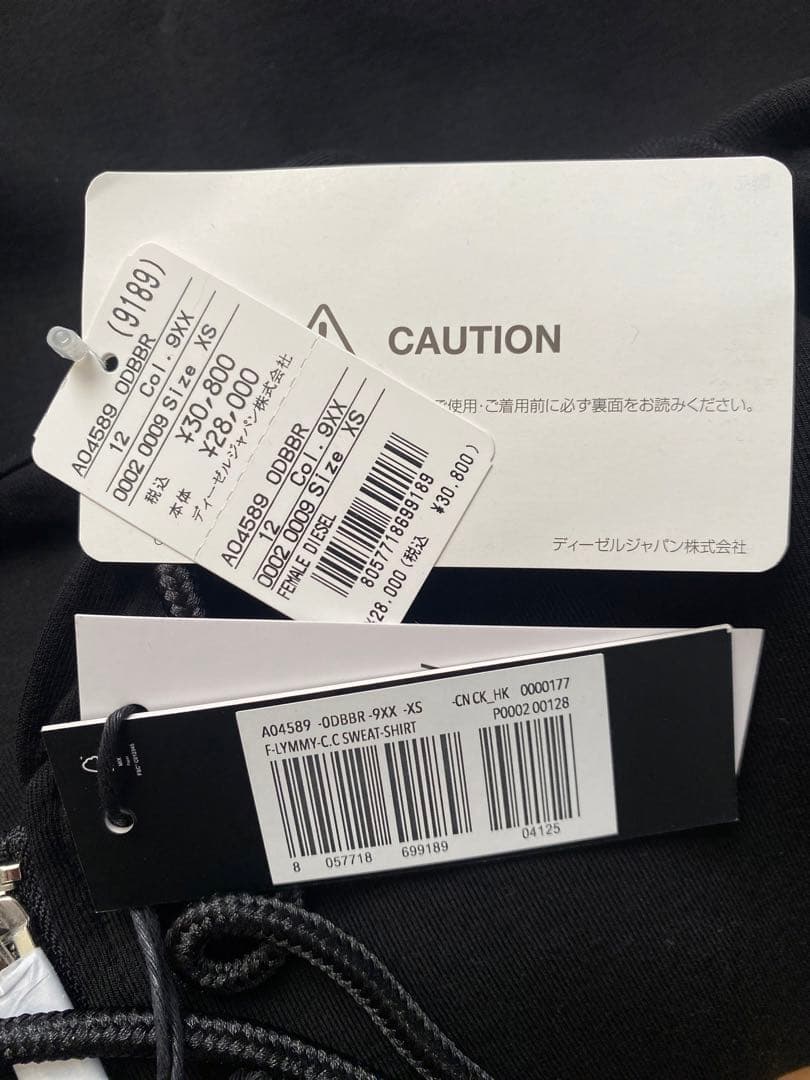 CAUTION
ご使用・ご着用前に必ず裏面をお読みください。
ディーゼルジャパン株式会社
(9189)
A04589 0DBBR
12 Col. 9XX
0002 0009 Size XS
税込 ¥30,800
本体 ¥28,000
ディーゼルジャパン株式会社
A04589 0DBBR
12 Col. 9XX
0002 0009 Size XS
FEMALE DIESEL
8057718699189
¥28.000(税込 ¥30,800)
A04589 -0DBBR -9XX -XS -CN CK_HK 0000177
F-LYMMY-C.C SWEAT-SHIRT P0002 00128
8 057718 699189 04125